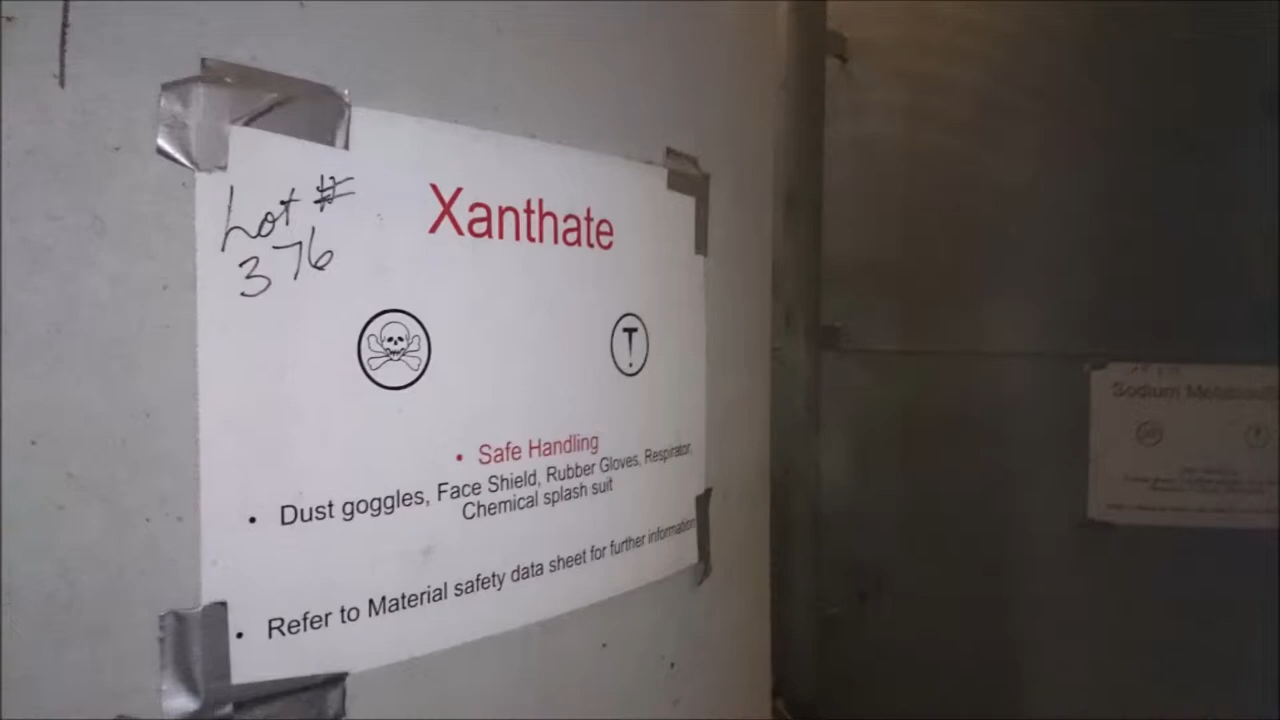 Lot #
376
Xanthate
T
• Safe Handling
• Dust goggles, Face Shield, Rubber Gloves, Respirator,
Chemical splash suit
• Refer to Material safety data sheet for further information
Sodium